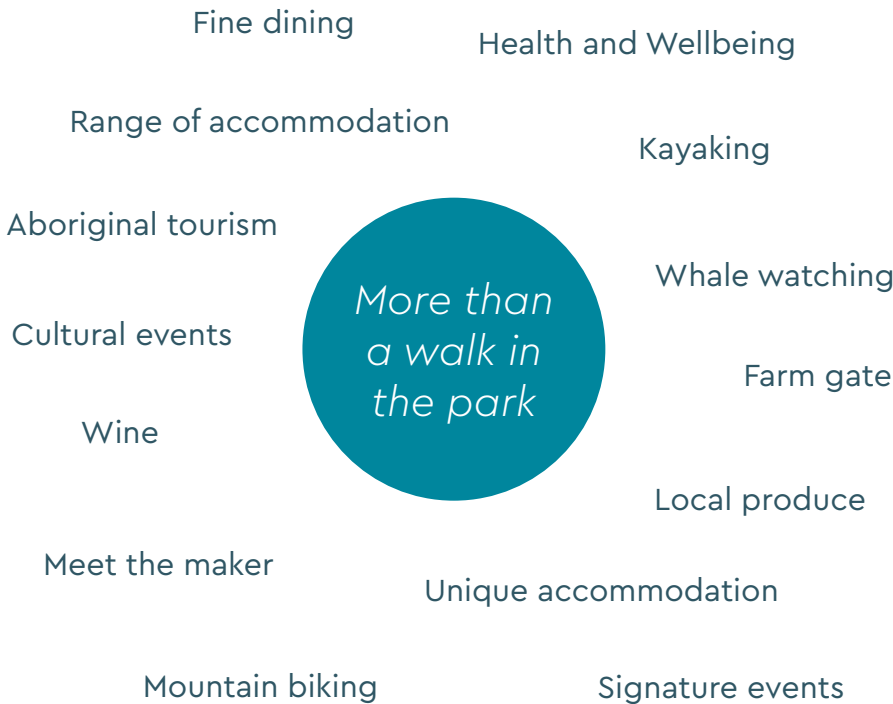 Fine dining
Health and Wellbeing
Range of accommodation
Kayaking
Aboriginal tourism
Whale watching
More than
a walk in
the park
Cultural events
Farm gate
Wine
Local produce
Meet the maker
Unique accommodation
Mountain biking
Signature events